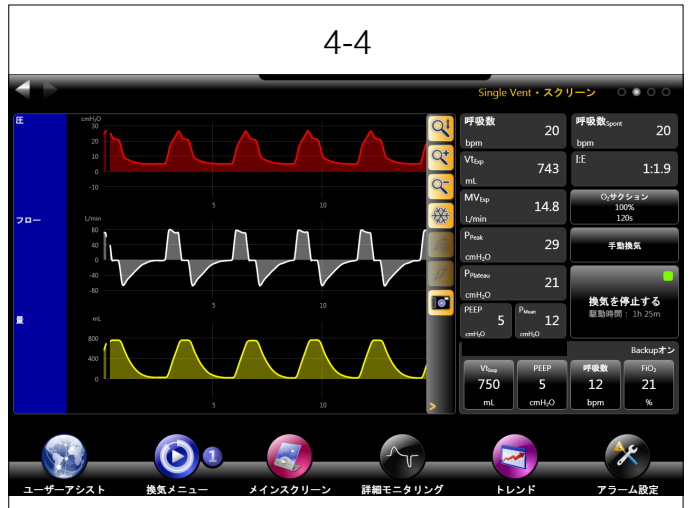 4-4
Single Vent・スクリーン
圧
cmH₂O
30
20
10
0
-10
5
10
フロー
L/min
80
40
0
-40
-80
5
10
量
mL
800
400
0
5
10
呼吸数
20
bpm
呼吸数Spont
20
bpm
VtExp
743
mL
I:E
1:1.9
MVExp
14.8
L/min
O₂サクション
100%
120s
PPeak
29
cmH₂O
手動換気
PPlateau
21
cmH₂O
換気を停止する
駆動時間： 1h 25m
PEEP
5
cmH₂O
PMean
12
cmH₂O
Backupオン
VtInsp
750
mL
PEEP
5
cmH₂O
呼吸数
12
bpm
FiO₂
21
%
1
ユーザーアシスト
換気メニュー
メインスクリーン
詳細モニタリング
トレンド
アラーム設定